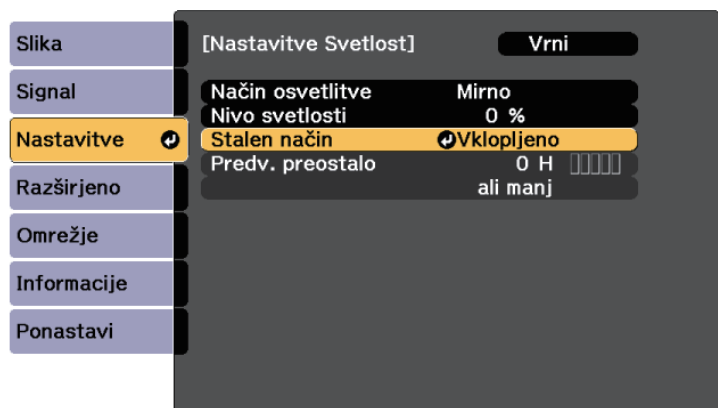 Slika
Signal
Nastavitve
Razširjeno
Omrežje
Informacije
Ponastavi
[Nastavitve Svetlost] Vrni
Način osvetlitve Mirno
Nivo svetlosti 0 %
Stalen način Vklopljeno
Predv. preostalo 0 H
ali manj